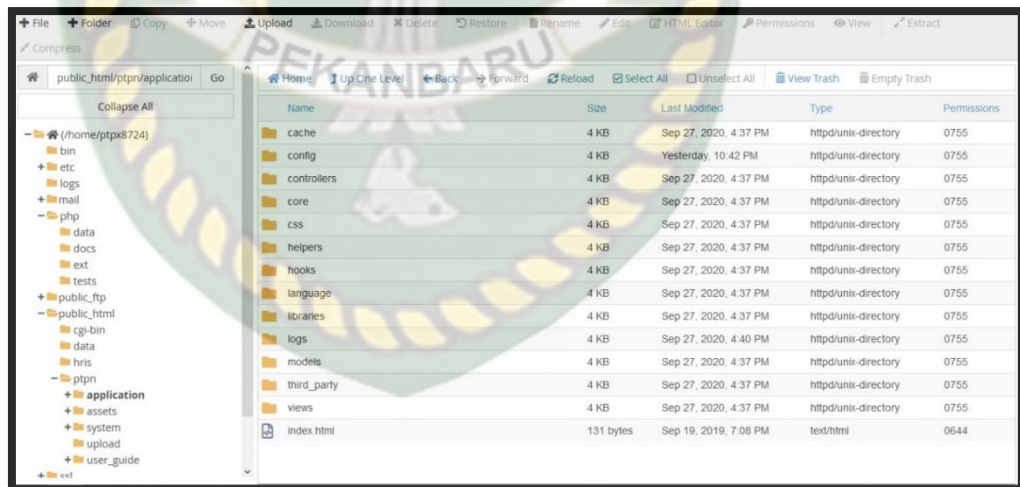 + File + Folder Copy Move Upload Download Delete Restore Rename Edit HTML Editor Permissions View Extract
Compress
PEKANBARU
public_html/ptpn/application Go
Home Up One Level Back Forward Reload Select All Unselect All View Trash Empty Trash
Collapse All
(/home/ptpx8724)
bin
etc
logs
mail
php
data
docs
ext
tests
public_ftp
public_html
cgi-bin
data
hris
ptpn
application
assets
system
upload
user_guide
ssl
Name Size Last Modified Type Permissions
cache 4 KB Sep 27, 2020, 4:37 PM httpd/unix-directory 0755
config 4 KB Yesterday, 10:42 PM httpd/unix-directory 0755
controllers 4 KB Sep 27, 2020, 4:37 PM httpd/unix-directory 0755
core 4 KB Sep 27, 2020, 4:37 PM httpd/unix-directory 0755
css 4 KB Sep 27, 2020, 4:37 PM httpd/unix-directory 0755
helpers 4 KB Sep 27, 2020, 4:37 PM httpd/unix-directory 0755
hooks 4 KB Sep 27, 2020, 4:37 PM httpd/unix-directory 0755
language 4 KB Sep 27, 2020, 4:37 PM httpd/unix-directory 0755
libraries 4 KB Sep 27, 2020, 4:37 PM httpd/unix-directory 0755
logs 4 KB Sep 27, 2020, 4:40 PM httpd/unix-directory 0755
models 4 KB Sep 27, 2020, 4:37 PM httpd/unix-directory 0755
third_party 4 KB Sep 27, 2020, 4:37 PM httpd/unix-directory 0755
views 4 KB Sep 27, 2020, 4:37 PM httpd/unix-directory 0755
index.html 131 bytes Sep 19, 2019, 7:08 PM text/html 0644